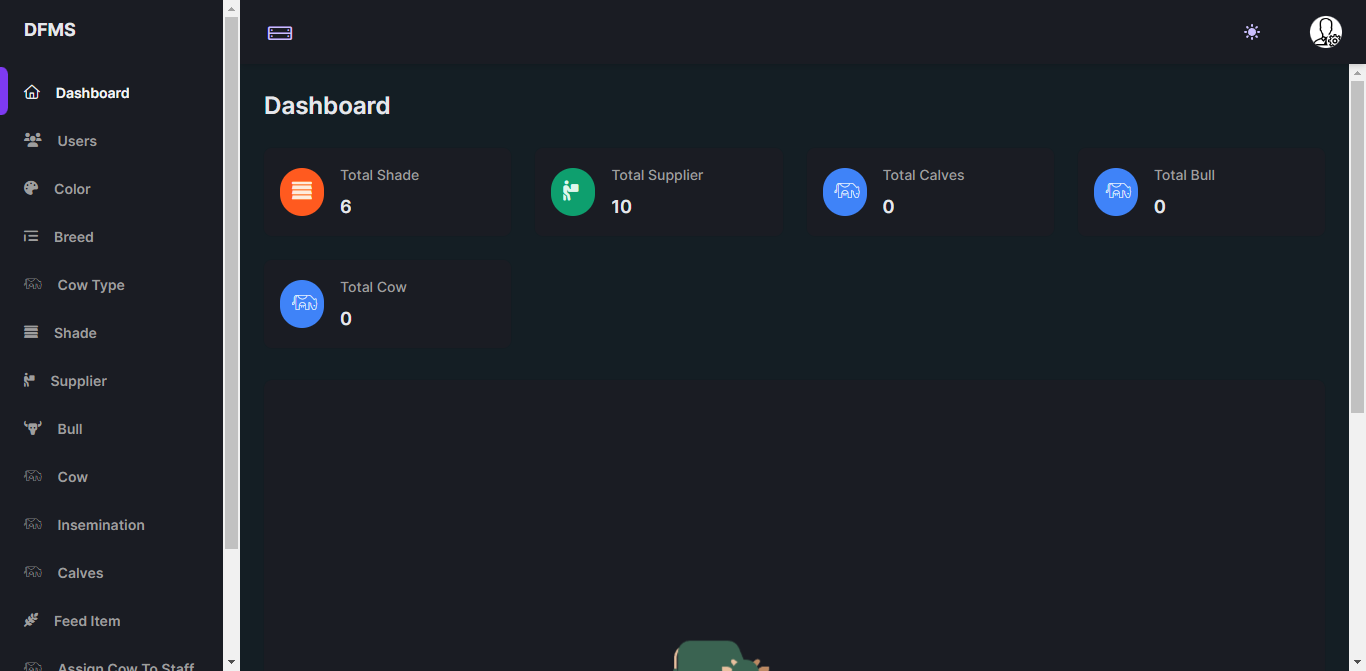 DFMS
Dashboard
Users
Color
Breed
Cow Type
Shade
Supplier
Bull
Cow
Insemination
Calves
Feed Item
Assign Cow To Staff
Dashboard
Total Shade
6
Total Supplier
10
Total Calves
0
Total Bull
0
Total Cow
0